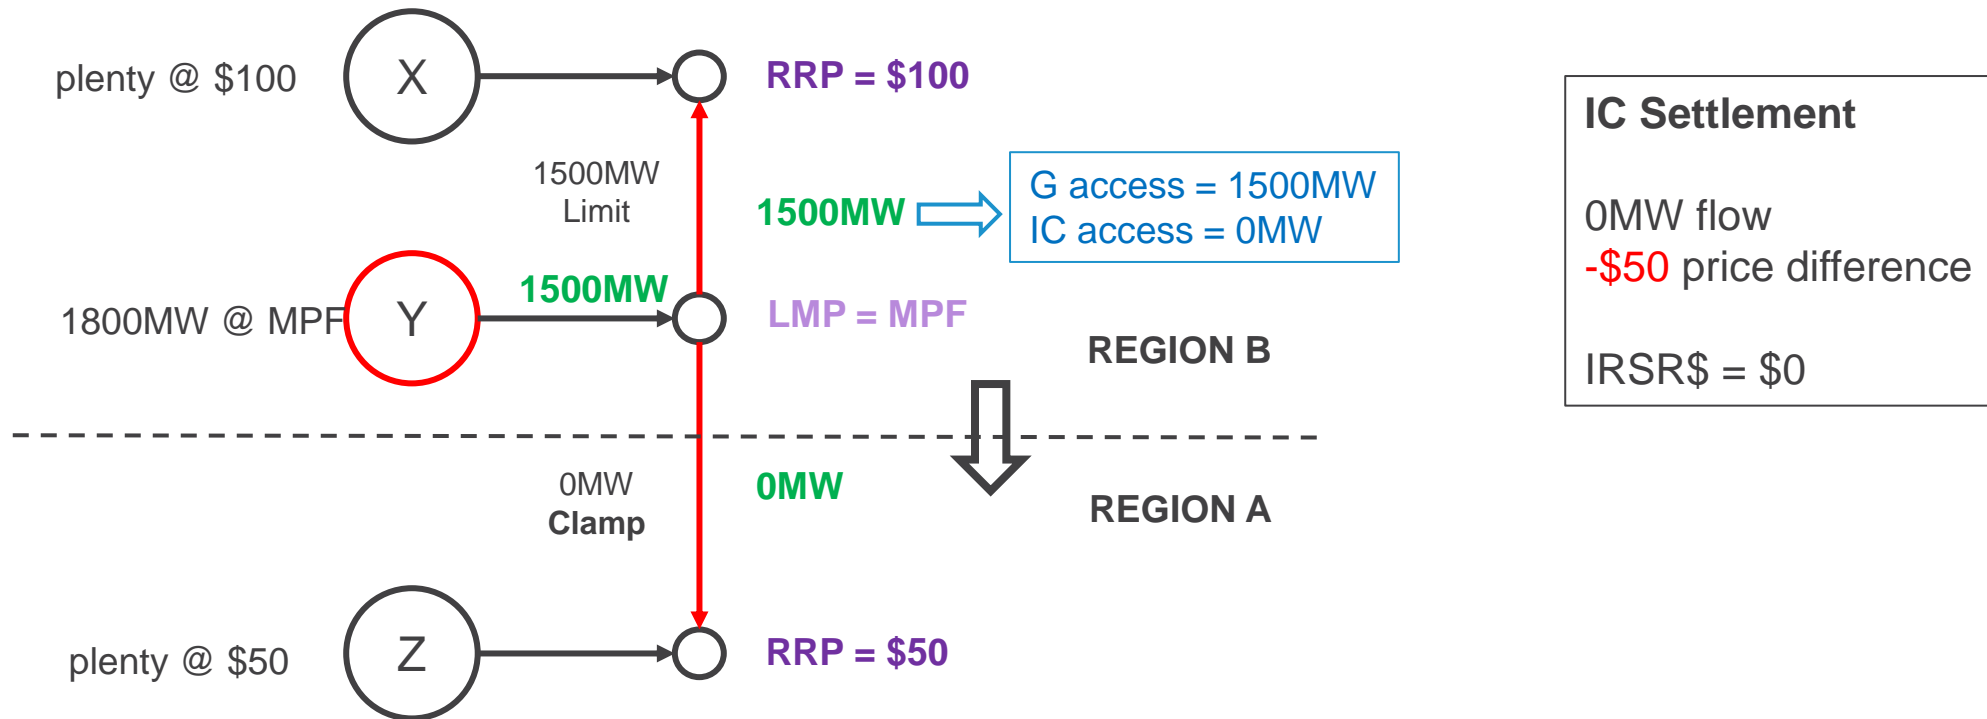 plenty @ $100
X
RRP = $100
1500MW
Limit
1500MW
G access = 1500MW
IC access = 0MW
IC Settlement
0MW flow
-$50 price difference
IRSR$ = $0
1800MW @ MPF
Y
1500MW
LMP = MPF
REGION B
0MW
Clamp
0MW
REGION A
plenty @ $50
Z
RRP = $50